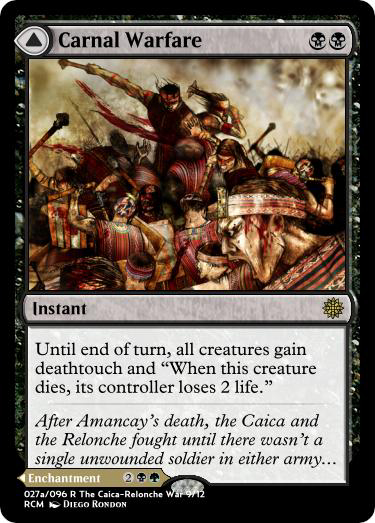 Carnal Warfare
Instant
Until end of turn, all creatures gain
deathtouch and “When this creature
dies, its controller loses 2 life.”
After Amancay's death, the Caica and
the Relonche fought until there wasn't a
single unwounded soldier in either army…
Enchantment 2
027a/096 R The Caica-Relonche War 9/12
RCM Diego Rondon